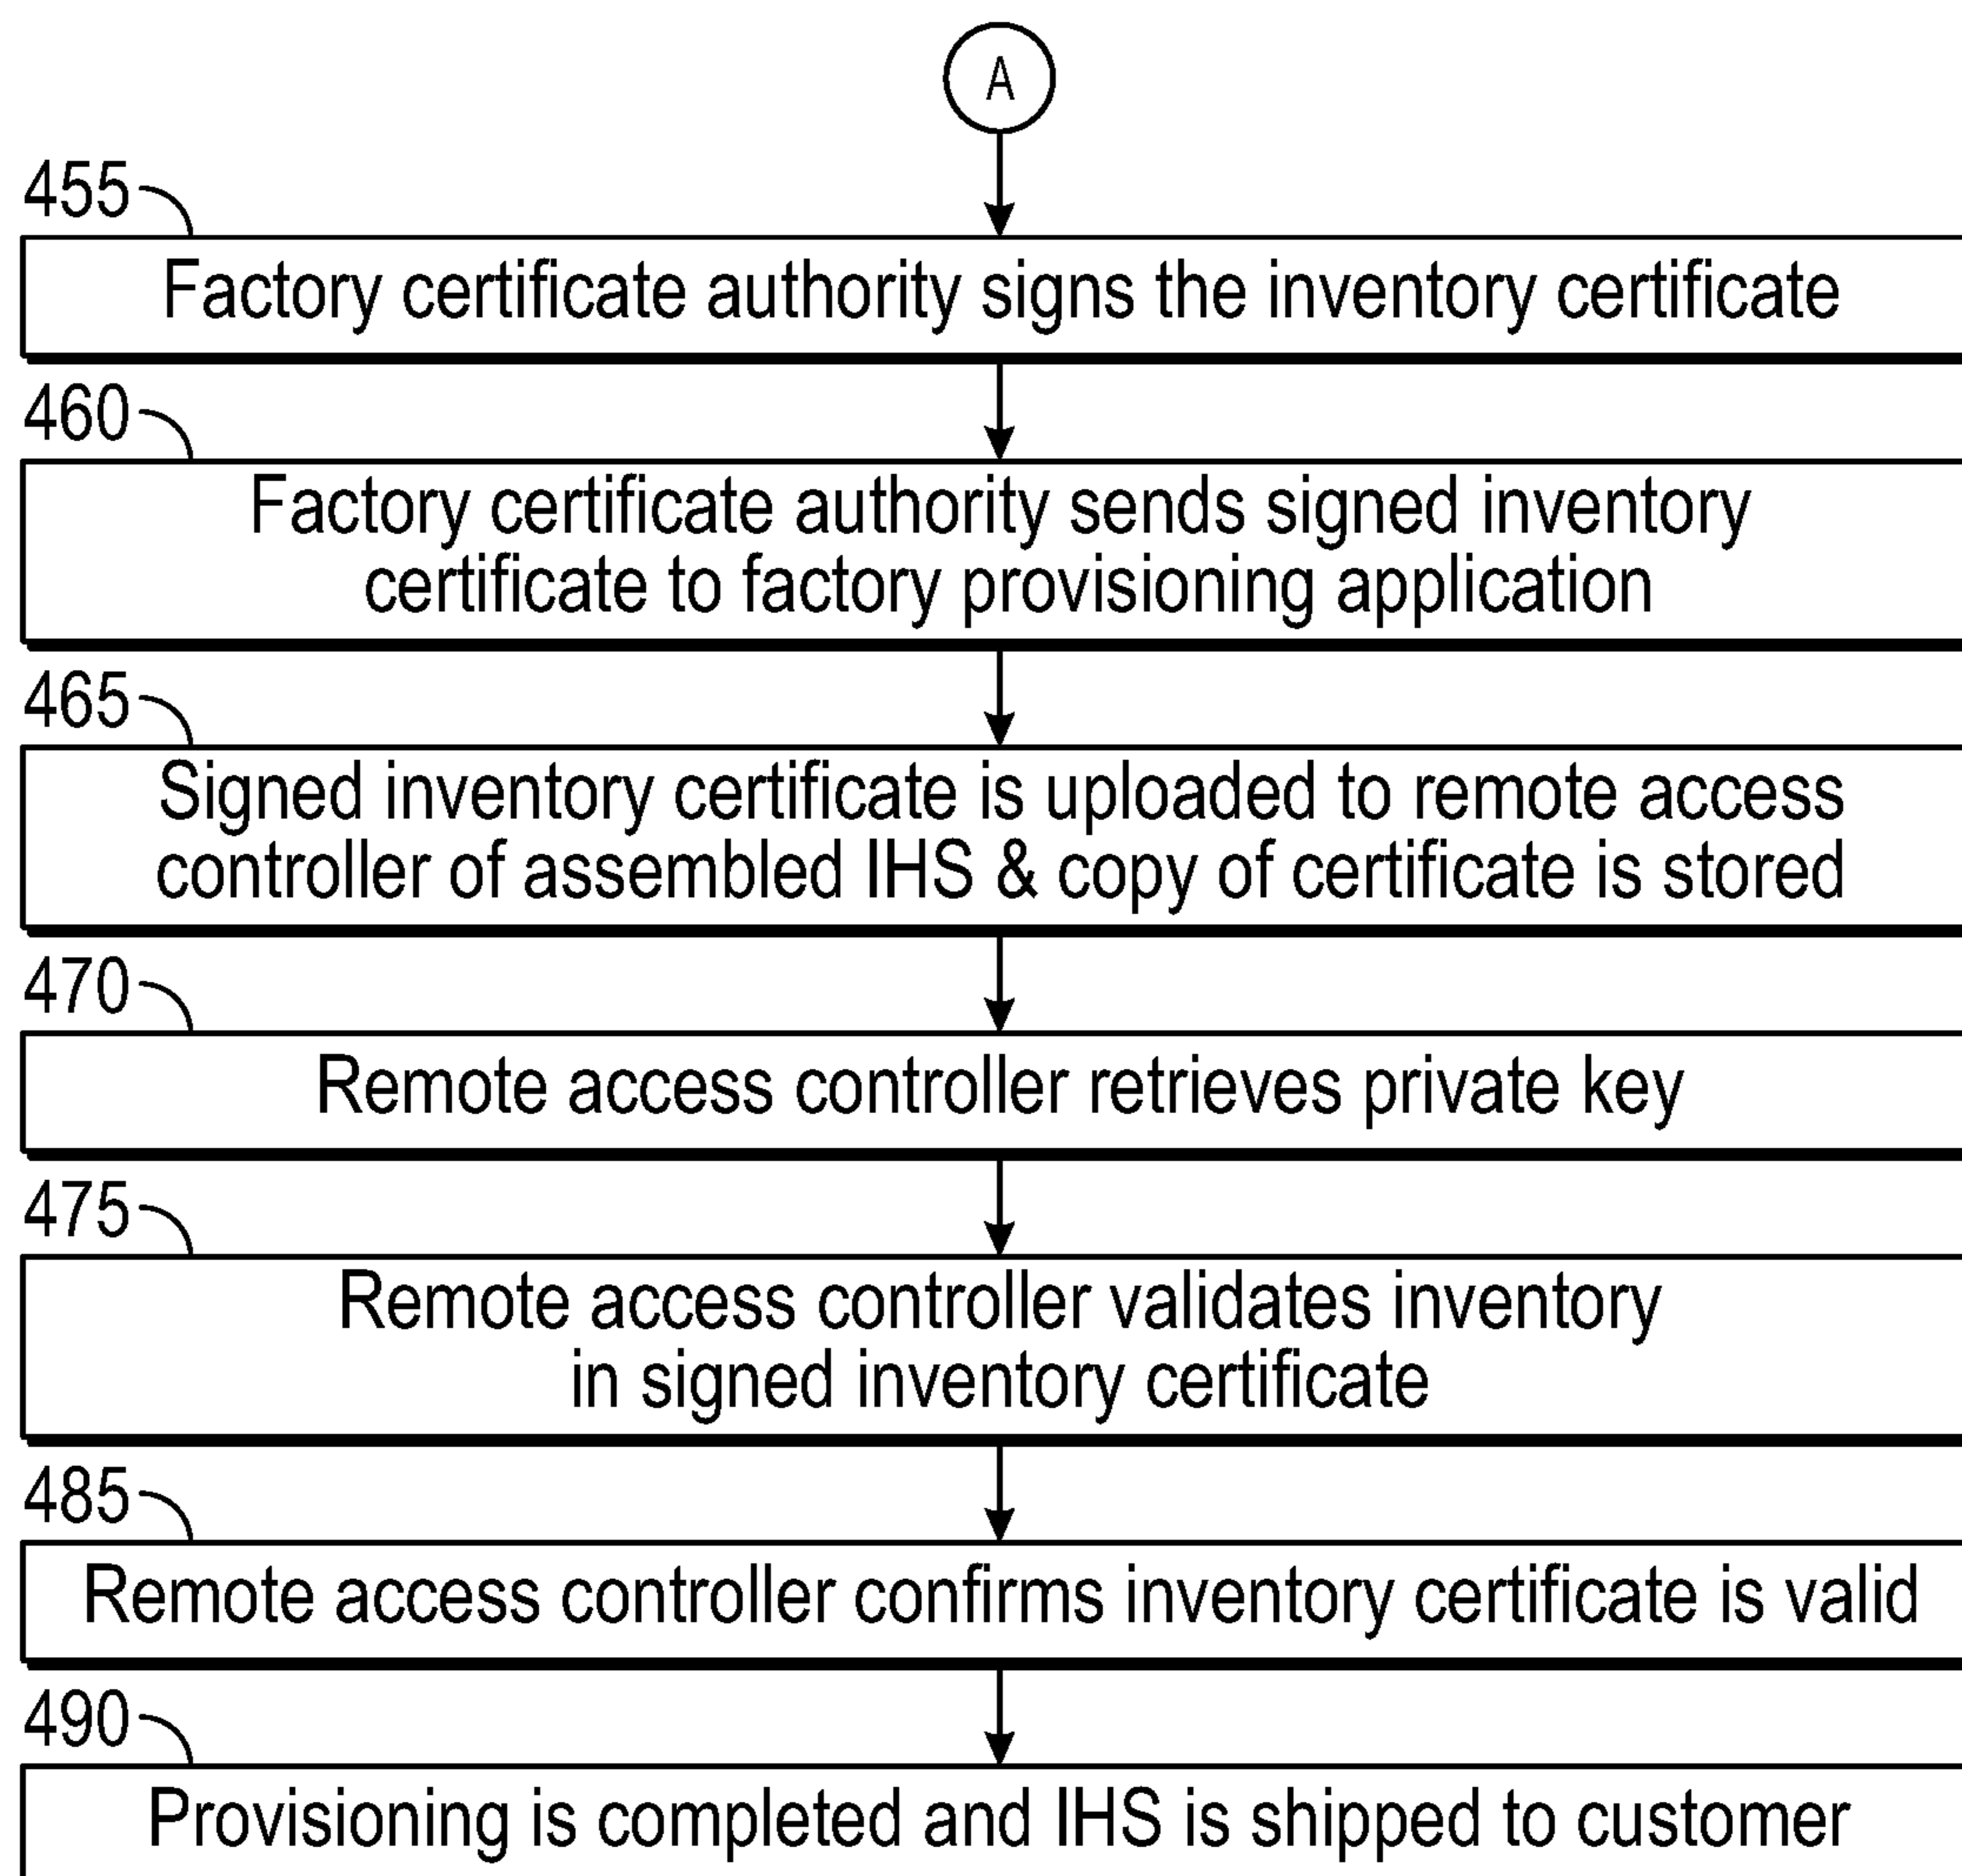 A
455
Factory certificate authority signs the inventory certificate
460
Factory certificate authority sends signed inventory
certificate to factory provisioning application
465
Signed inventory certificate is uploaded to remote access
controller of assembled IHS & copy of certificate is stored
470
Remote access controller retrieves private key
475
Remote access controller validates inventory
in signed inventory certificate
485
Remote access controller confirms inventory certificate is valid
490
Provisioning is completed and IHS is shipped to customer